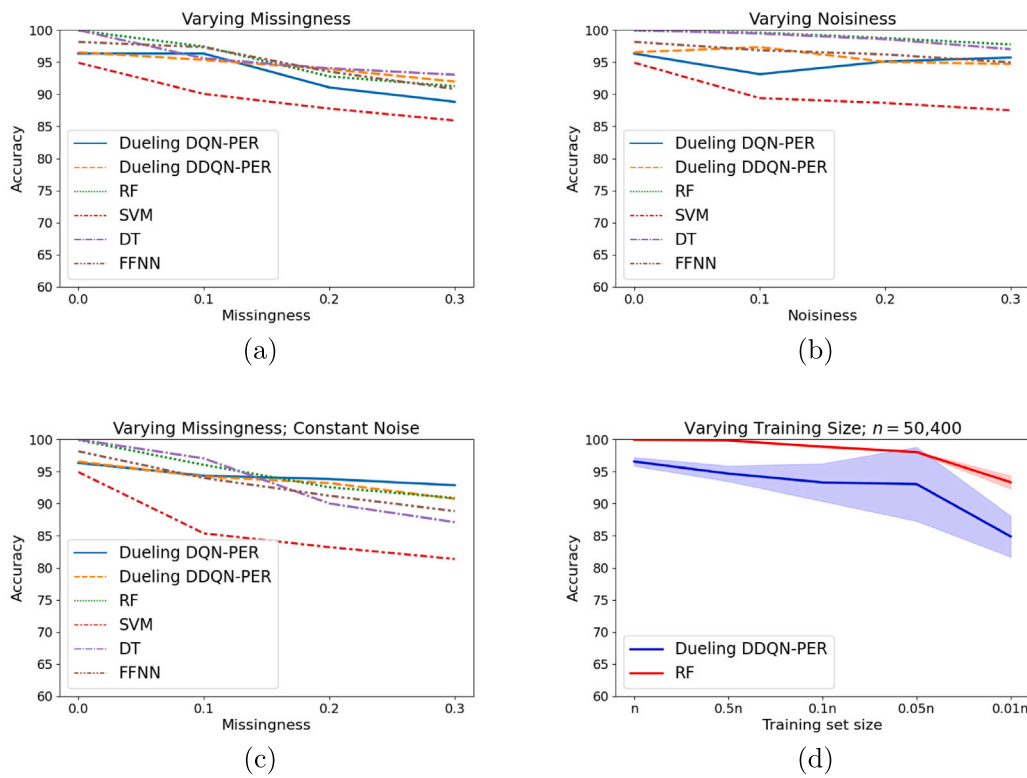 Varying Missingness
Accuracy
100
95
90
85
80
75
70
65
60
Dueling DQN-PER
Dueling DDQN-PER
RF
SVM
DT
FFNN
0.0 0.1 0.2 0.3
Missingness
(a)
Varying Noisiness
Accuracy
100
95
90
85
80
75
70
65
60
Dueling DQN-PER
Dueling DDQN-PER
RF
SVM
DT
FFNN
0.0 0.1 0.2 0.3
Noisiness
(b)
Varying Missingness; Constant Noise
Accuracy
100
95
90
85
80
75
70
65
60
Dueling DQN-PER
Dueling DDQN-PER
RF
SVM
DT
FFNN
0.0 0.1 0.2 0.3
Missingness
(c)
Varying Training Size; n = 50,400
Accuracy
100
95
90
85
80
75
70
65
60
Dueling DDQN-PER
RF
n 0.5n 0.1n 0.05n 0.01n
Training set size
(d)